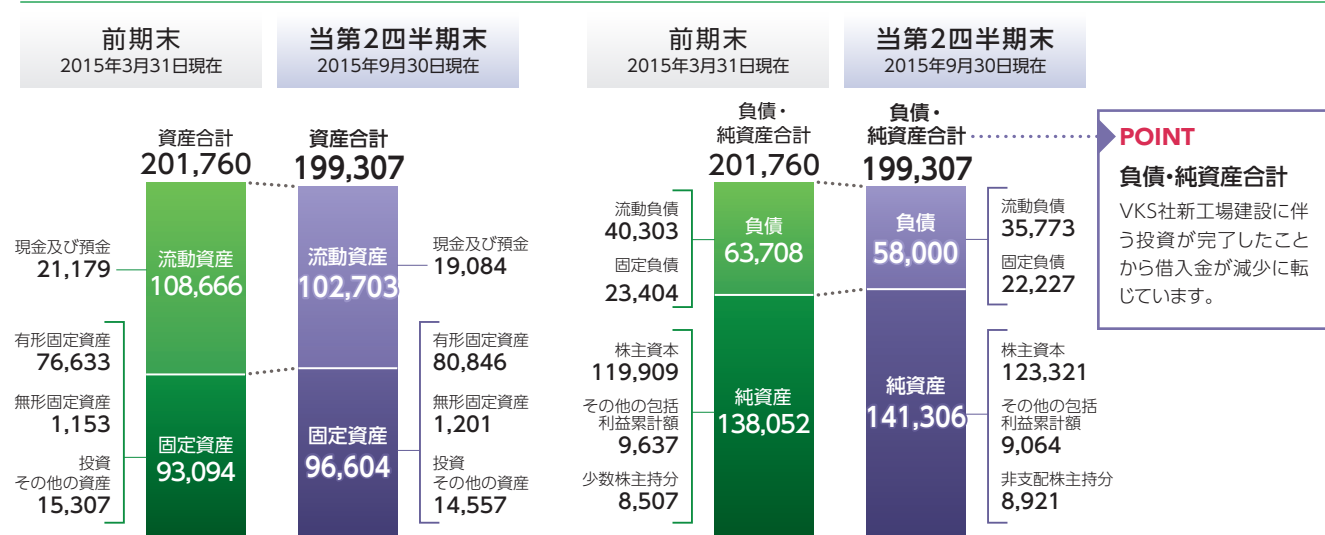 前期末
2015年3月31日現在
当第2四半期末
2015年9月30日現在
資産合計
201,760
資産合計
199,307
現金及び預金
21,179
流動資産
108,666
流動資産
102,703
現金及び預金
19,084
有形固定資産
76,633
無形固定資産
1,153
投資
その他の資産
15,307
固定資産
93,094
固定資産
96,604
有形固定資産
80,846
無形固定資産
1,201
投資
その他の資産
14,557
前期末
2015年3月31日現在
当第2四半期末
2015年9月30日現在
負債・
純資産合計
201,760
負債・
純資産合計
199,307
流動負債
40,303
固定負債
23,404
負債
63,708
負債
58,000
流動負債
35,773
固定負債
22,227
株主資本
119,909
その他の包括
利益累計額
9,637
少数株主持分
8,507
純資産
138,052
純資産
141,306
株主資本
123,321
その他の包括
利益累計額
9,064
非支配株主持分
8,921
POINT
負債・純資産合計
VKS社新工場建設に伴
う投資が完了したこと
から借入金が減少に転
じています。